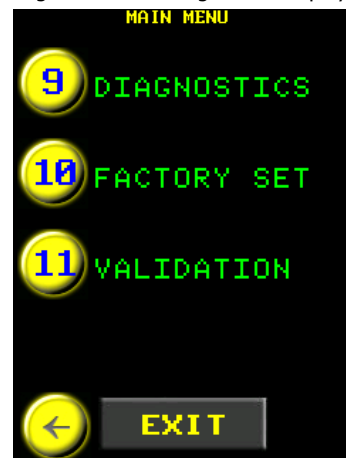 MAIN MENU
9 DIAGNOSTICS
10 FACTORY SET
11 VALIDATION
← EXIT